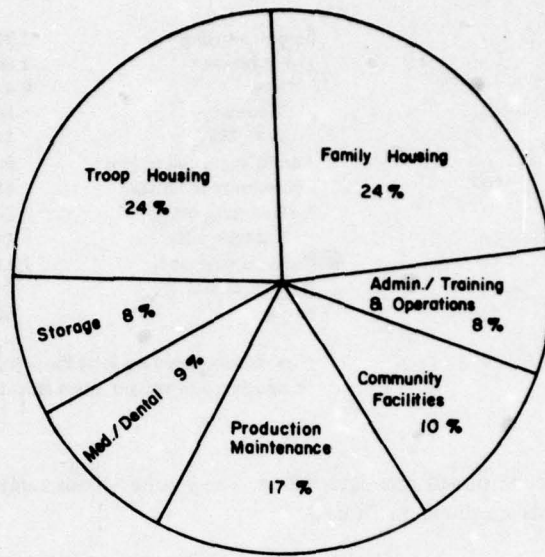 Troop Housing
24 %
Family Housing
24 %
Admin./ Training
& Operations
8 %
Community
Facilities
10 %
Production
Maintenance
17 %
Med./ Dental 9 %
Storage 8 %